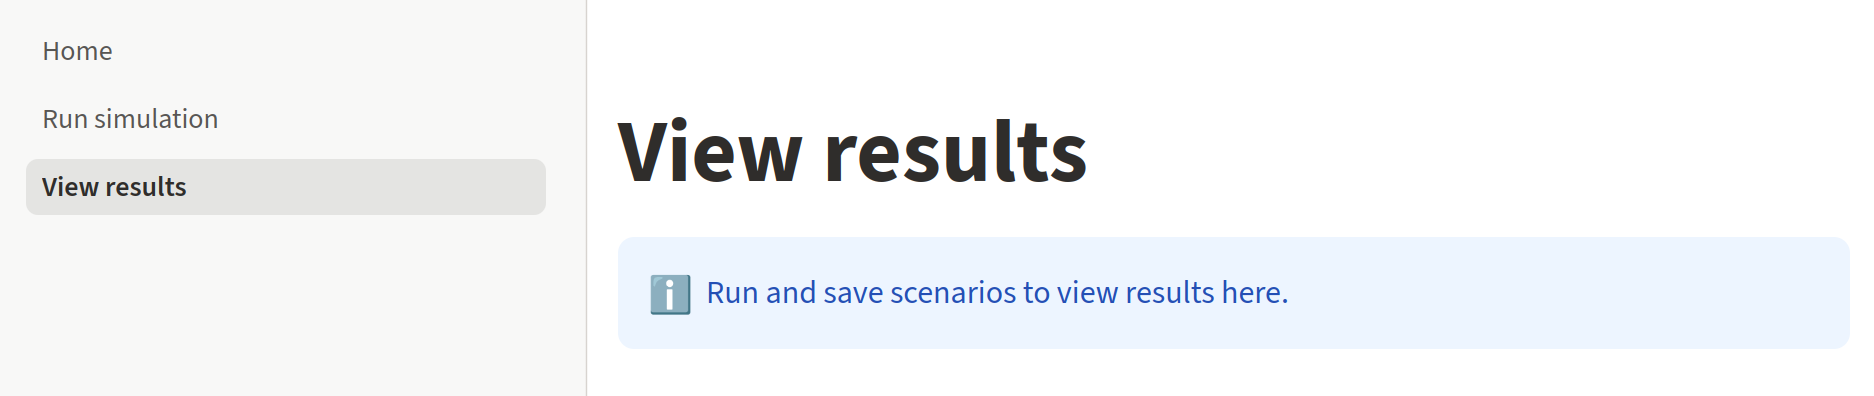 Home
Run simulation
View results
View results
ℹ️ Run and save scenarios to view results here.